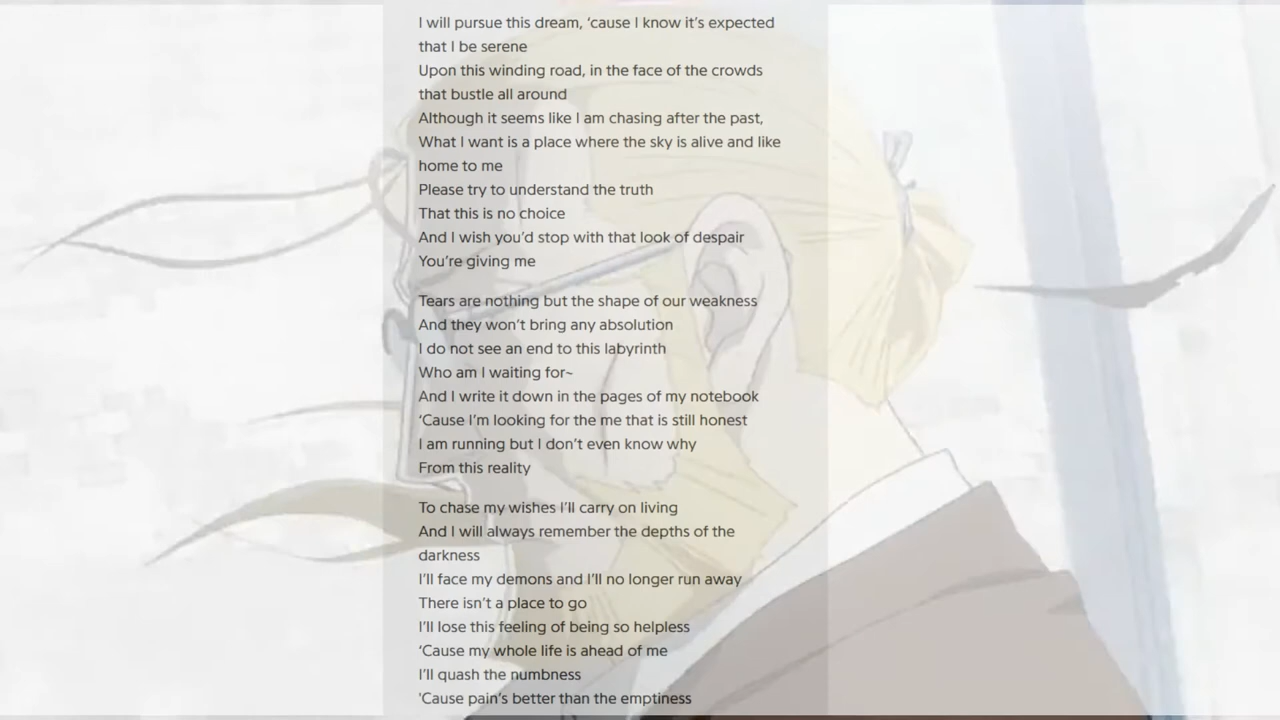 I will pursue this dream, ‘cause I know it’s expected
that I be serene
Upon this winding road, in the face of the crowds
that bustle all around
Although it seems like I am chasing after the past,
What I want is a place where the sky is alive and like
home to me
Please try to understand the truth
That this is no choice
And I wish you’d stop with that look of despair
You’re giving me
Tears are nothing but the shape of our weakness
And they won’t bring any absolution
I do not see an end to this labyrinth
Who am I waiting for~
And I write it down in the pages of my notebook
‘Cause I’m looking for the me that is still honest
I am running but I don’t even know why
From this reality
To chase my wishes I’ll carry on living
And I will always remember the depths of the
darkness
I’ll face my demons and I’ll no longer run away
There isn’t a place to go
I’ll lose this feeling of being so helpless
‘Cause my whole life is ahead of me
I’ll quash the numbness
'Cause pain’s better than the emptiness